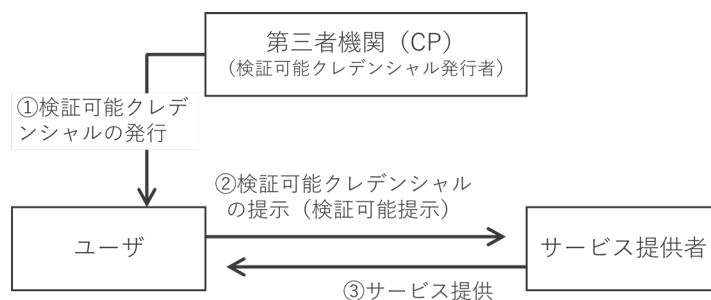 第三者機関（CP）
（検証可能クレデンシャル発行者）
①検証可能クレデ
ンシャルの発行
②検証可能クレデンシャル
の提示（検証可能提示）
ユーザ
サービス提供者
③サービス提供